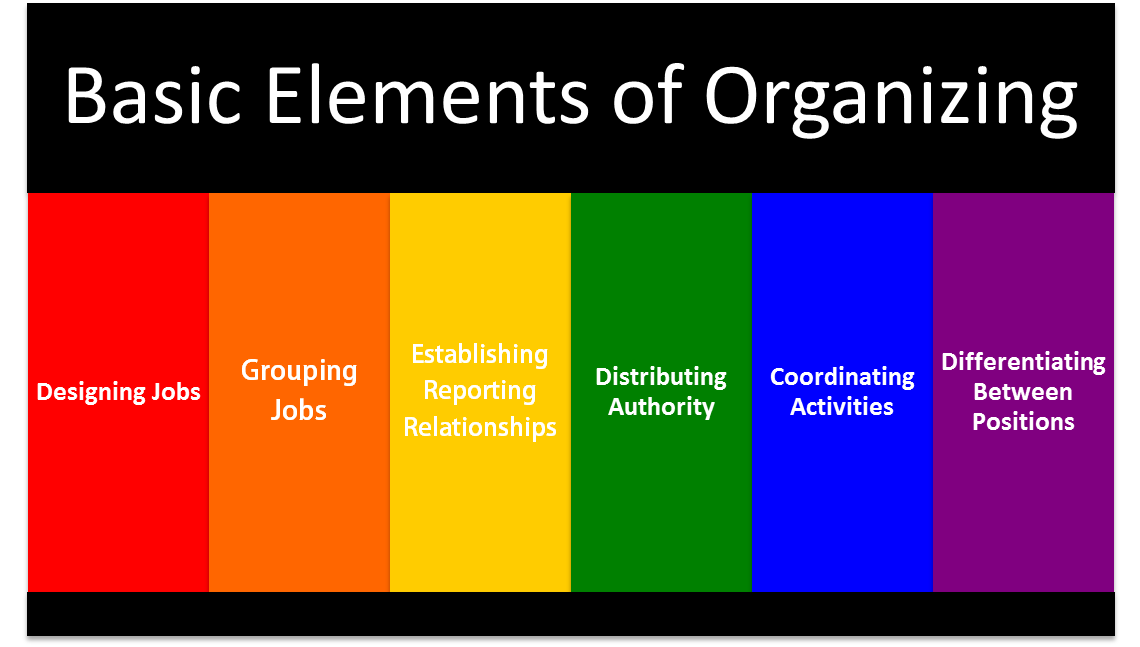 Basic Elements of Organizing
Designing Jobs
Grouping
Jobs
Establishing
Reporting
Relationships
Distributing
Authority
Coordinating
Activities
Differentiating
Between
Positions